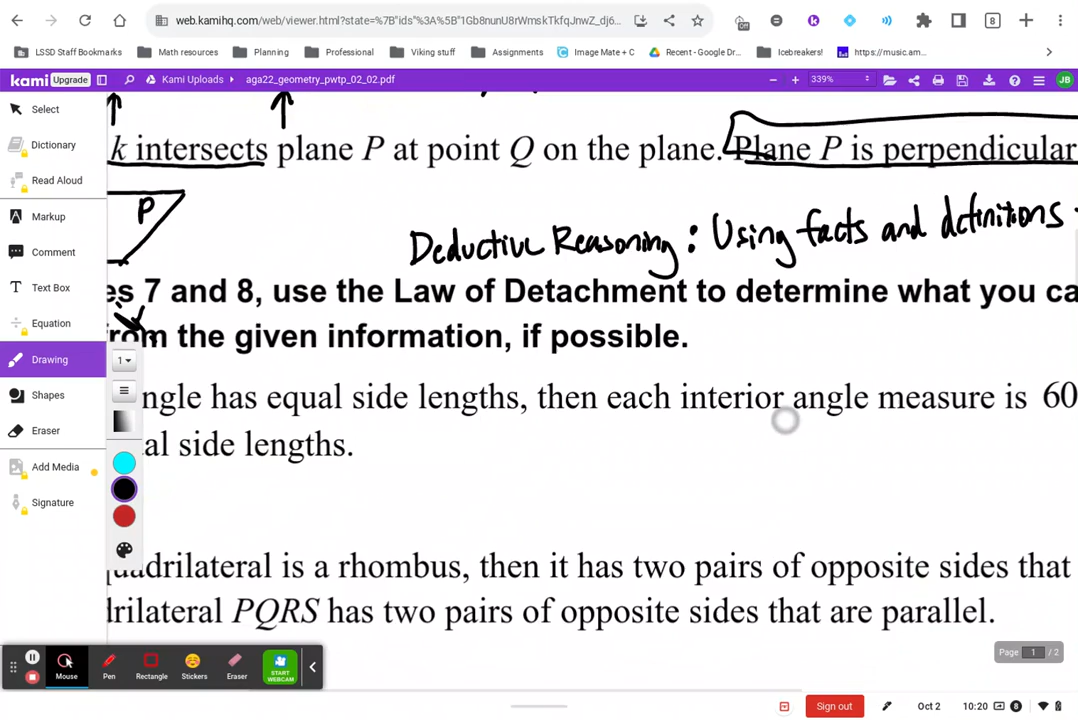 web.kamihq.com/web/viewer.html?state=%7B"ids"%3A%5B"1Gb8nunU8rWmskTkfqJnwZ_dj6...
8
LSSD Staff Bookmarks
Math resources
Planning
Professional
Viking stuff
Assignments
Image Mate + C
Recent - Google Dr...
Icebreakers!
https://music.am...
kami
Upgrade
Kami Uploads
aga22_geometry_pwtp_02_02.pdf
339%
JB
Select
Dictionary
Read Aloud
Markup
Comment
Text Box
Equation
Drawing
Shapes
Eraser
Add Media
Signature
1
k intersects plane P at point Q on the plane. Plane P is perpendicular
P
Deductive Reasoning: Using facts and definitions
es 7 and 8, use the Law of Detachment to determine what you ca
from the given information, if possible.
ngle has equal side lengths, then each interior angle measure is 60
al side lengths.
quadrilateral is a rhombus, then it has two pairs of opposite sides that
drilateral PQRS has two pairs of opposite sides that are parallel.
Page 1 / 2
Mouse
Pen
Rectangle
Stickers
Eraser
START WEBCAM
Sign out
Oct 2
10:20
8